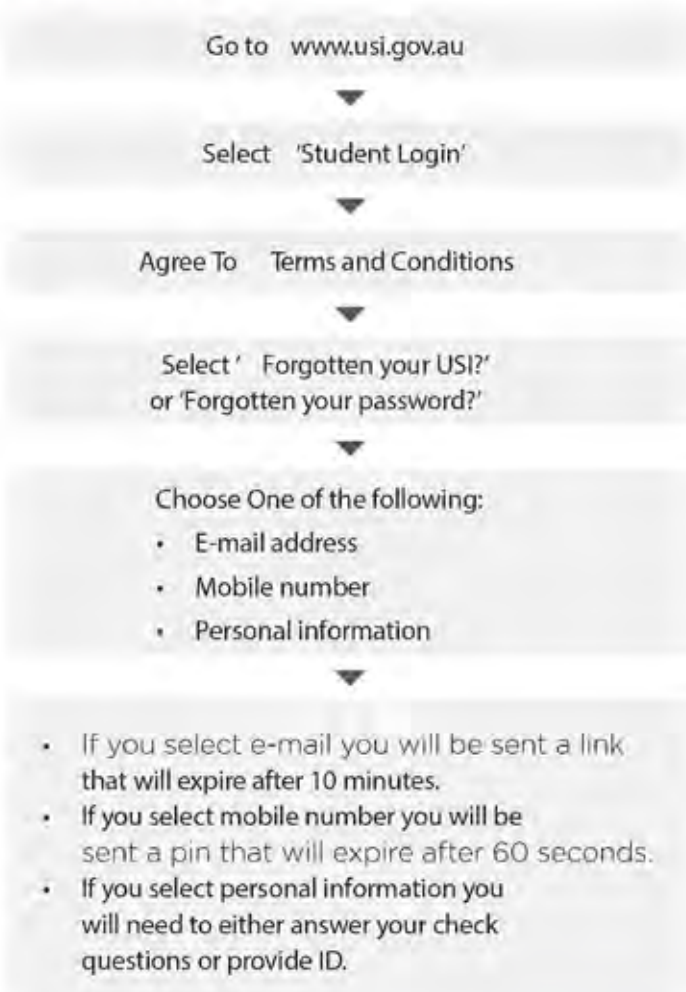 Go to www.usi.gov.au
Select 'Student Login'
Agree To Terms and Conditions
Select ' Forgotten your USI?'
or 'Forgotten your password?'
Choose One of the following:
• E-mail address
• Mobile number
• Personal information
• If you select e-mail you will be sent a link
that will expire after 10 minutes.
• If you select mobile number you will be
sent a pin that will expire after 60 seconds.
• If you select personal information you
will need to either answer your check
questions or provide ID.